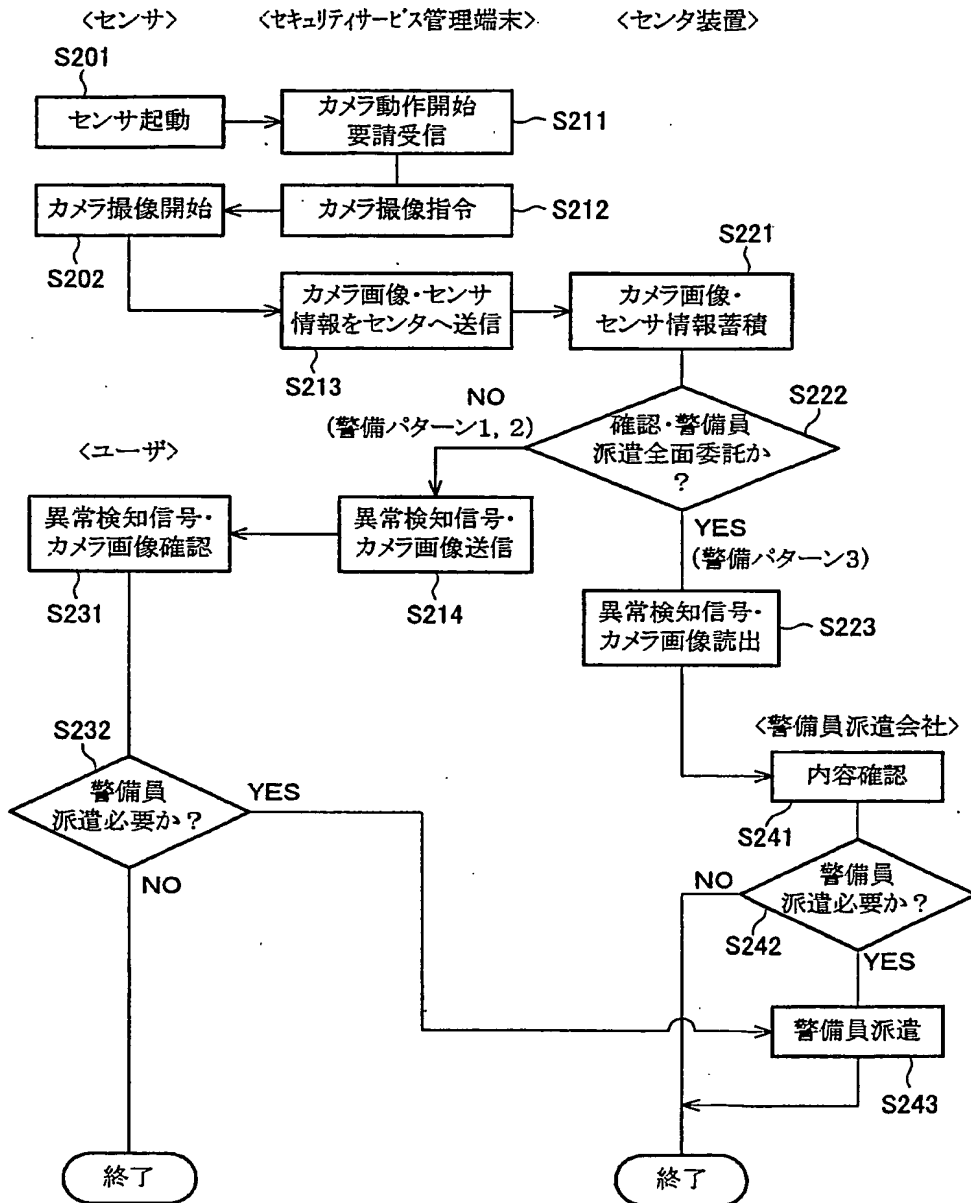 <センサ>
<セキュリティサービス管理端末>
<センタ装置>
S201
センサ起動
カメラ動作開始
要請受信
S211
カメラ撮像開始
カメラ撮像指令
S212
S202
S221
カメラ画像・センサ
情報をセンタへ送信
カメラ画像・
センサ情報蓄積
S213
NO
(警備パターン1, 2)
S222
確認・警備員
派遣全面委託か
?
<ユーザ>
異常検知信号・
カメラ画像確認
異常検知信号・
カメラ画像送信
YES
(警備パターン3)
S231
S214
異常検知信号・
カメラ画像読出
S223
S232
<警備員派遣会社>
警備員
派遣必要か?
YES
内容確認
S241
NO
NO
警備員
派遣必要か?
S242
YES
警備員派遣
S243
終了
終了